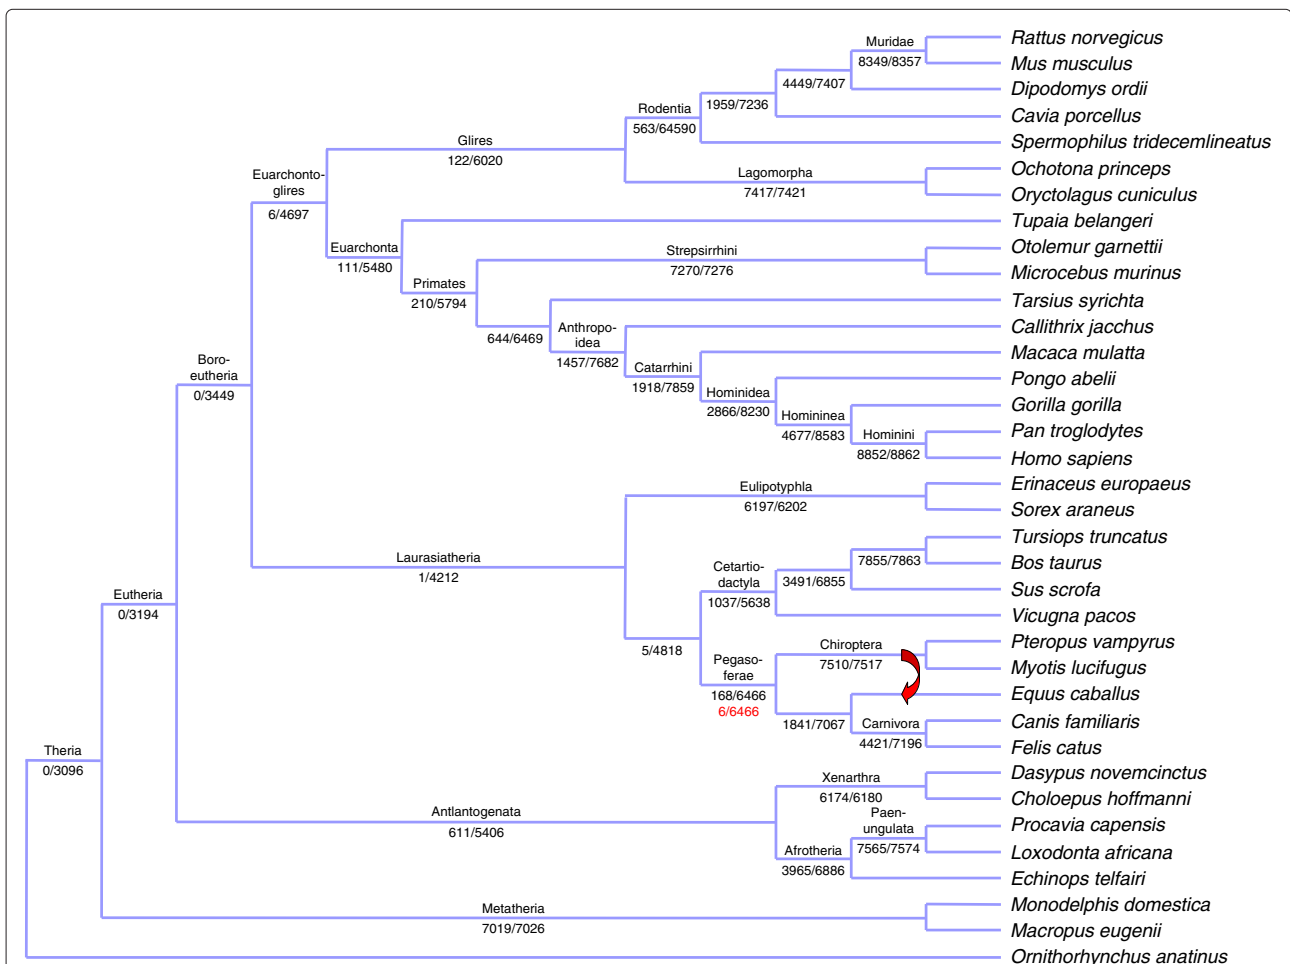 Muridae
8349/8357
4449/7407
1959/7236
Rodentia
563/64590
Glires
122/6020
Lagomorpha
7417/7421
Euarchonto-
glires
6/4697
Euarchonta
111/5480
Strepsirrhini
7270/7276
Primates
210/5794
644/6469
Anthropo-
idea
1457/7682
Catarrhini
1918/7859
Hominidea
2866/8230
Homininea
4677/8583
Hominini
8852/8862
Boro-
eutheria
0/3449
Eulipotyphla
6197/6202
Laurasiatheria
1/4212
7855/7863
3491/6855
Cetartio-
dactyla
1037/5638
5/4818
Chiroptera
7510/7517
Pegaso-
ferae
168/6466
6/6466
1841/7067
Carnivora
4421/7196
Eutheria
0/3194
Theria
0/3096
Xenarthra
6174/6180
Antlantogenata
611/5406
Paen-
ungulata
7565/7574
Afrotheria
3965/6886
Metatheria
7019/7026
Rattus norvegicus
Mus musculus
Dipodomys ordii
Cavia porcellus
Spermophilus tridecemlineatus
Ochotona princeps
Oryctolagus cuniculus
Tupaia belangeri
Otolemur garnettii
Microcebus murinus
Tarsius syrichta
Callithrix jacchus
Macaca mulatta
Pongo abelii
Gorilla gorilla
Pan troglodytes
Homo sapiens
Erinaceus europaeus
Sorex araneus
Tursiops truncatus
Bos taurus
Sus scrofa
Vicugna pacos
Pteropus vampyrus
Myotis lucifugus
Equus caballus
Canis familiaris
Felis catus
Dasypus novemcinctus
Choloepus hoffmanni
Procavia capensis
Loxodonta africana
Echinops telfairi
Monodelphis domestica
Macropus eugenii
Ornithorhynchus anatinus